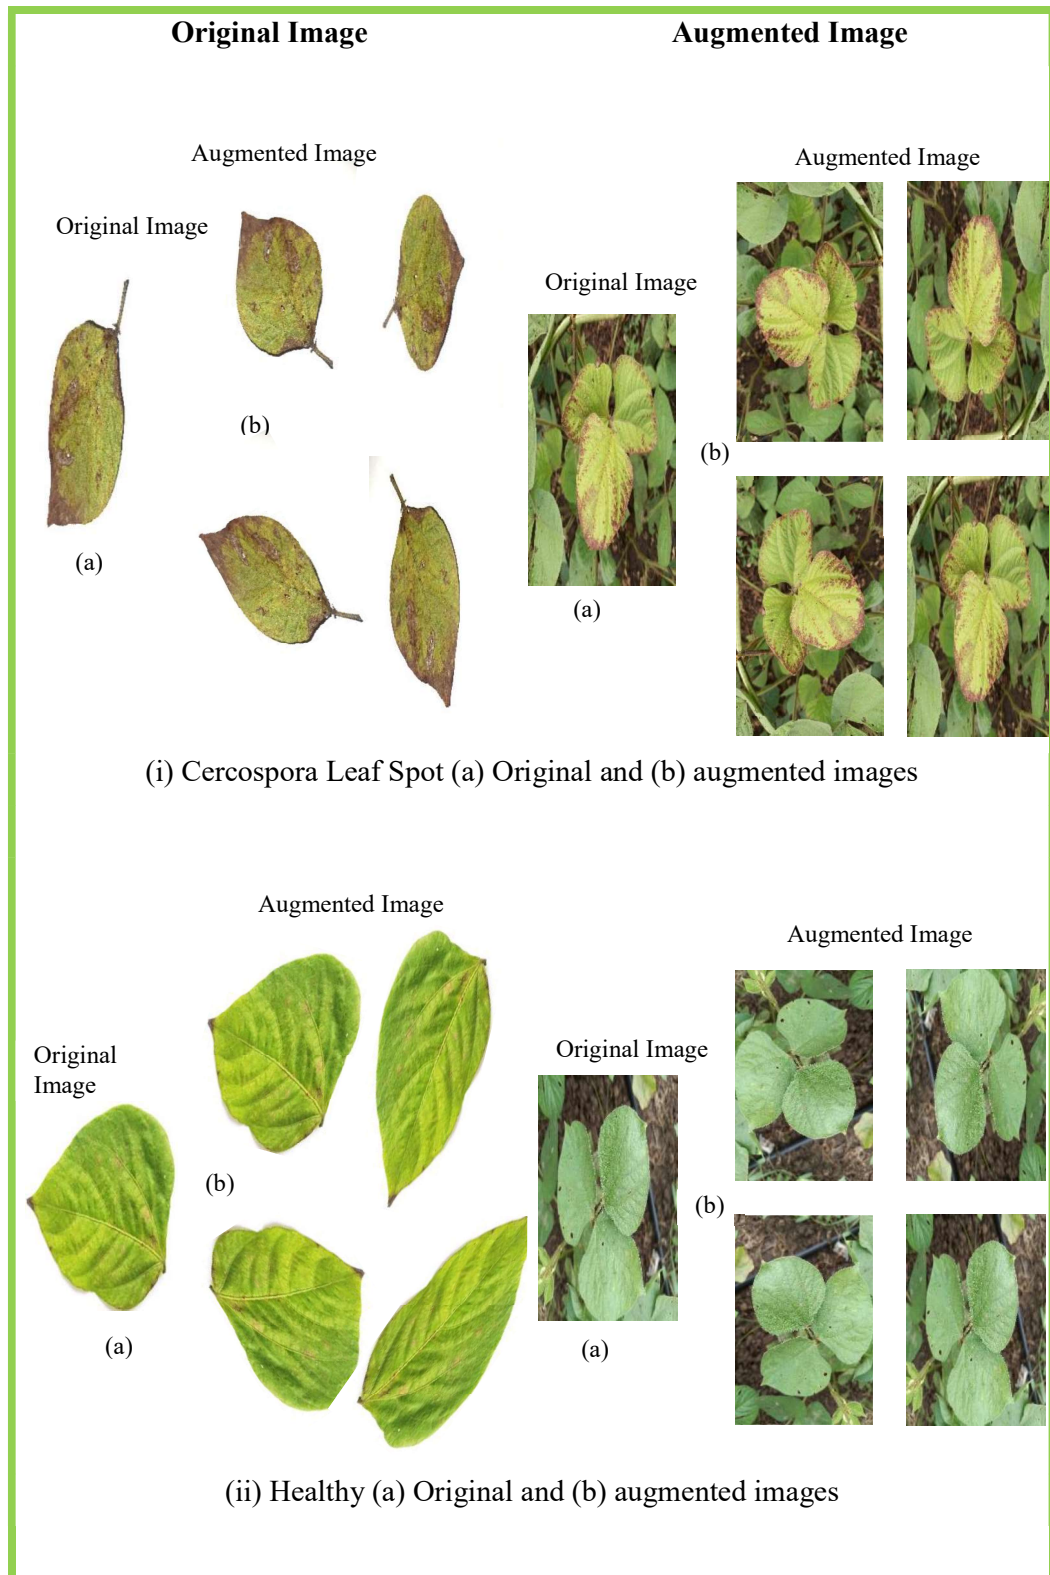 Original Image
Augmented Image
Augmented Image
Augmented Image
Original Image
Original Image
(b)
(b)
(a)
(a)
(i) Cercospora Leaf Spot (a) Original and (b) augmented images
Augmented Image
Augmented Image
Original
Image
Original Image
(b)
(b)
(a)
(a)
(ii) Healthy (a) Original and (b) augmented images